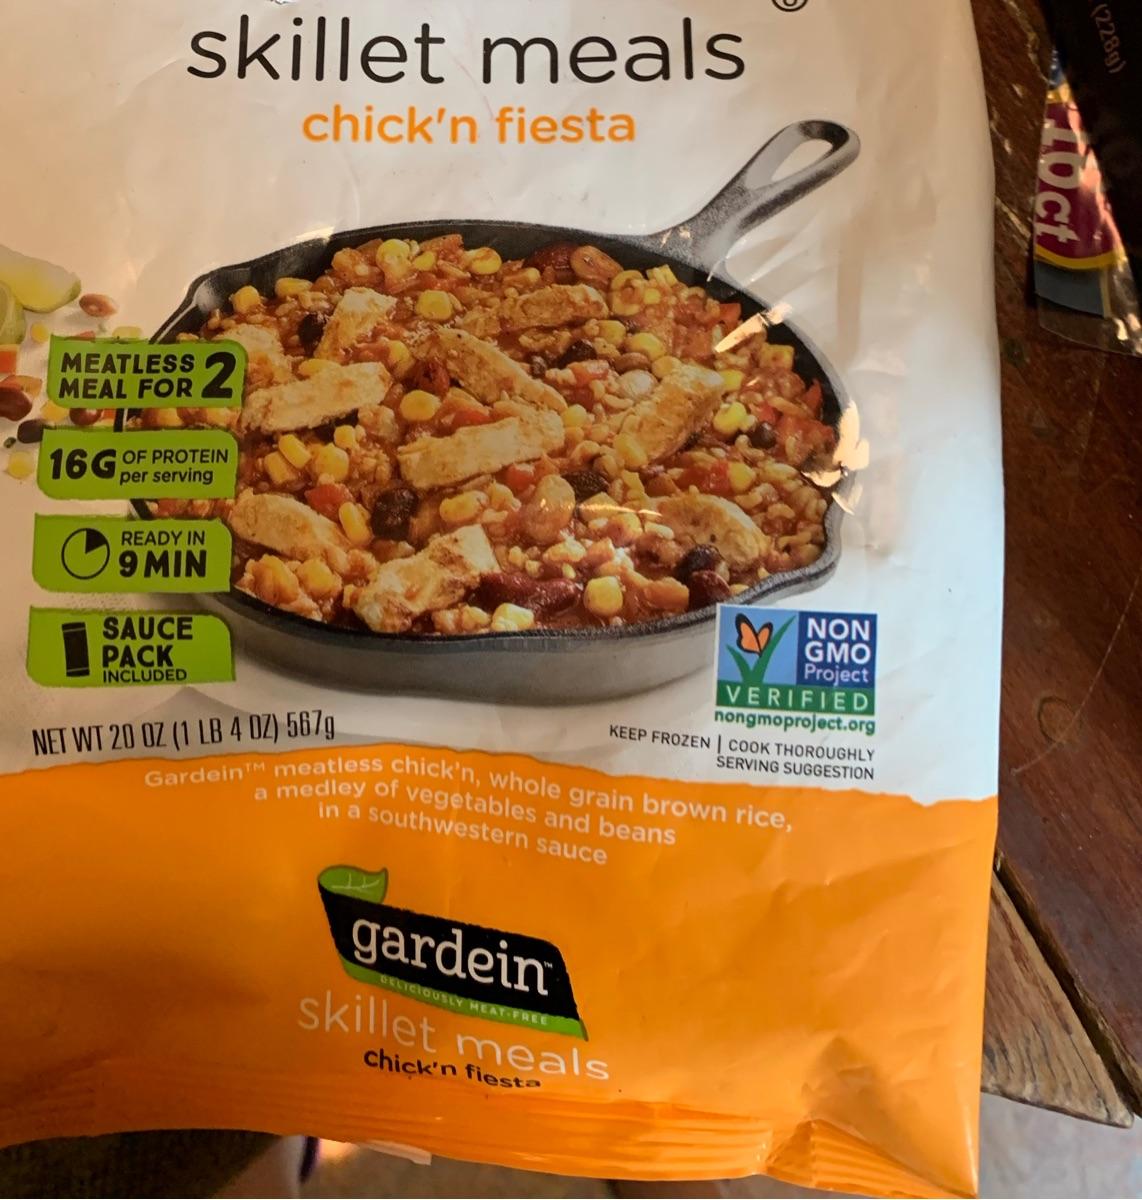 skillet meals
chick'n fiesta
MEATLESS
MEAL FOR 2
16G OF PROTEIN
per serving
READY IN
9 MIN
SAUCE
PACK
INCLUDED
NON
GMO
Project
VERIFIED
nongmoproject.org
NET WT 20 OZ (1 LB 4 OZ) 567g
KEEP FROZEN | COOK THOROUGHLY
SERVING SUGGESTION
Gardein™ meatless chick'n, whole grain brown rice,
a medley of vegetables and beans
in a southwestern sauce
gardein™
DELICIOUSLY MEAT-FREE
skillet meals
chick'n fiesta
(228g)